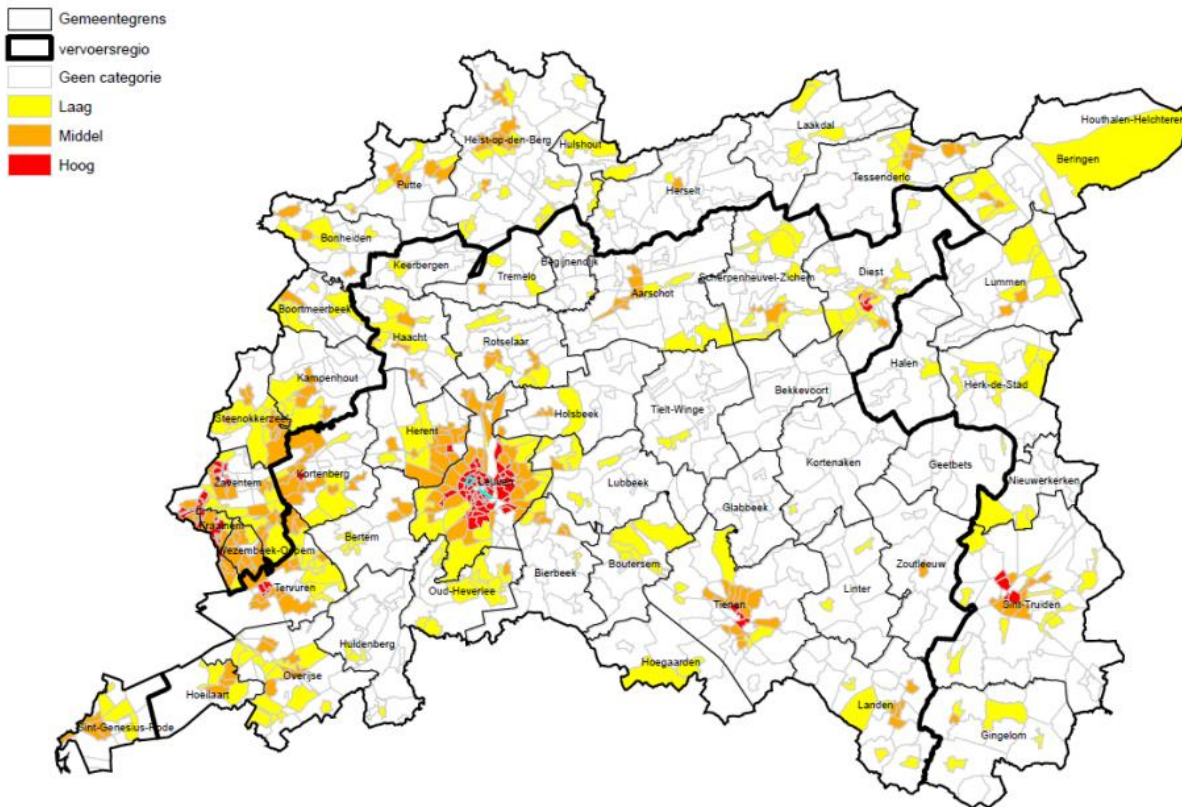 Gemeentegrens
vervoersregio
Geen categorie
Laag
Middel
Hoog
Houthalen-Helchteren
Laakdal
Heist-op-den-Berg
Hulshout
Beringen
Tessenderlo
Putte
Herselt
Bonheiden
Begijnendijk
Keerbergen
Tremelo
Scherpenheuvel-Zichem
Diest
Lummen
Aarschot
Boortmeerbeek
Haacht
Rotselaar
Halen
Kampenhout
Herk-de-Stad
Bekkevoort
Holsbeek
Tielt-Winge
Steenokkerzeel
Herent
Kortenaken
Geetbets
Kortenberg
Zaventem
Leuven
Lubbeek
Nieuwerkerken
Glabbeek
Kraainem
Bertem
Wezembeek-Oppem
Boutersem
Bierbeek
Zoutleeuw
Tervuren
Oud-Heverlee
Linter
Tienen
Sint-Truiden
Huldenberg
Hoegaarden
Overijse
Hoeilaart
Landen
Sint-Genesius-Rode
Gingelom